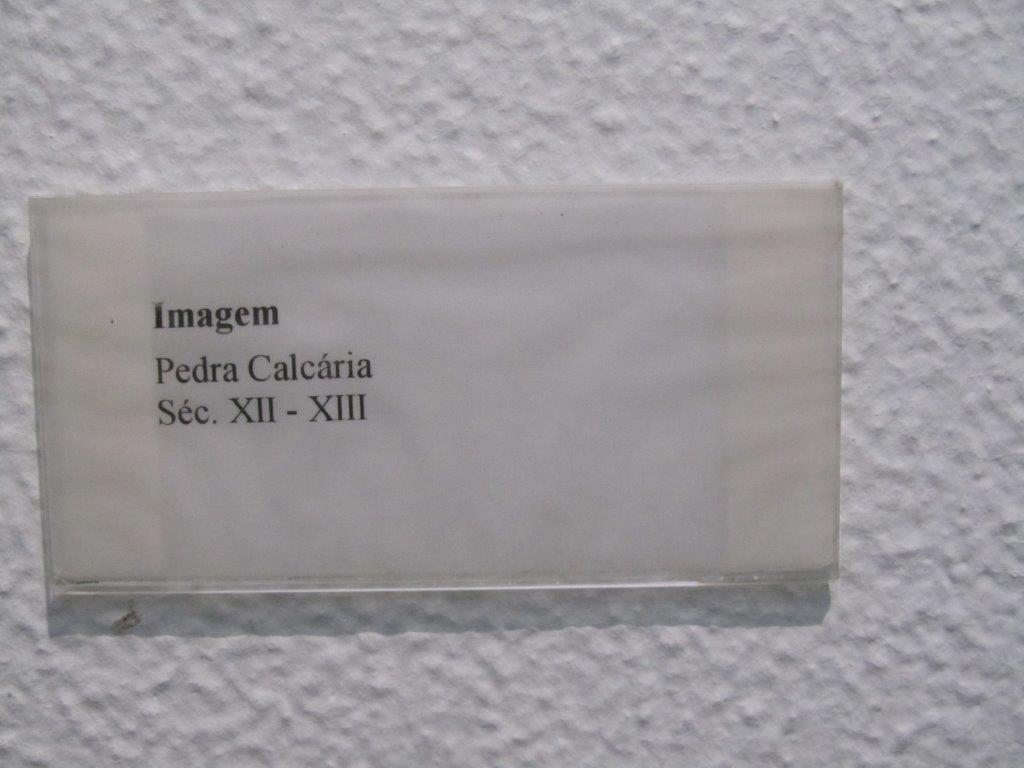 Imagem
Pedra Calcária
Séc. XII - XIII